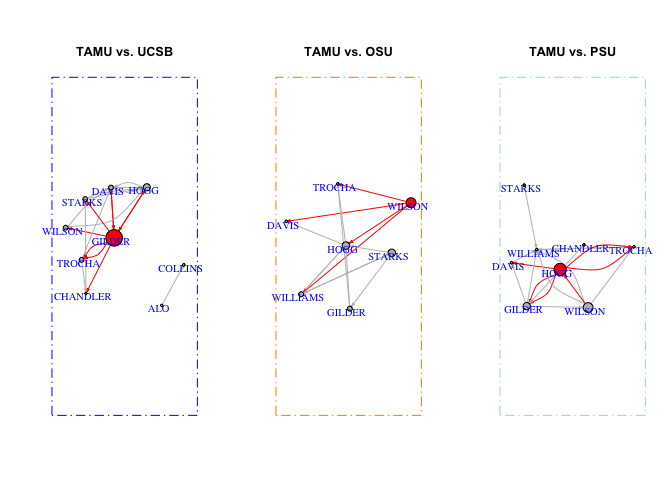 TAMU vs. UCSB
DAVIS
HOGG
STARKS
WILSON
GILDER
TROCHA
COLLINS
CHANDLER
ALO
TAMU vs. OSU
TROCHA
WILSON
DAVIS
HOGG
STARKS
WILLIAMS
GILDER
TAMU vs. PSU
STARKS
WILLIAMS
CHANDLER
TROCHA
DAVIS
HOGG
GILDER
WILSON